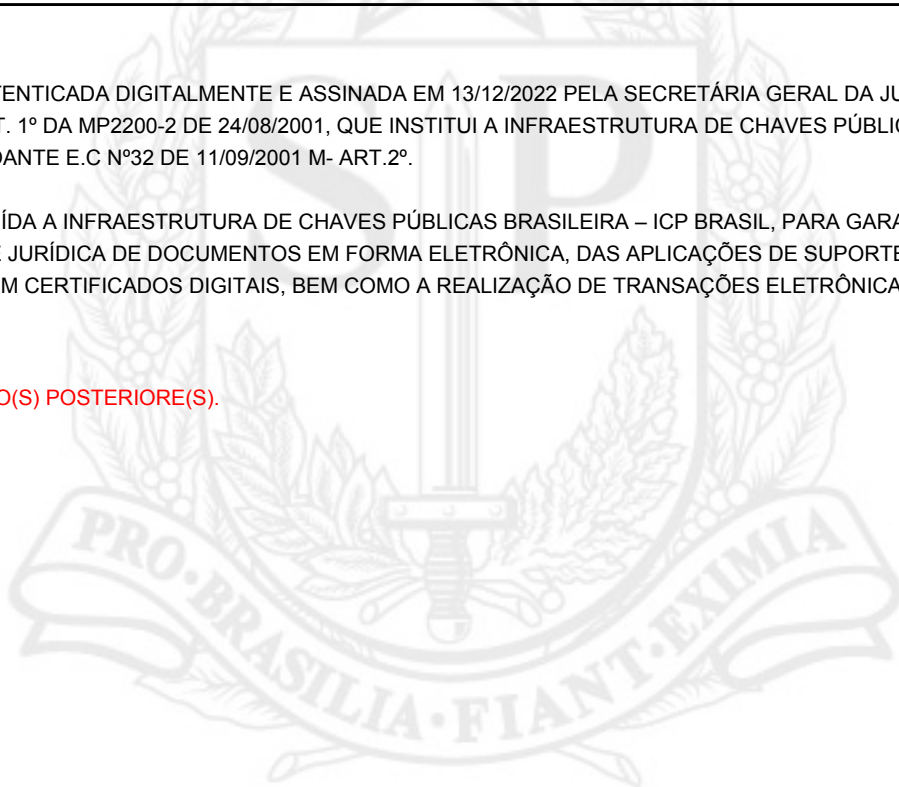 TENTICADA DIGITALMENTE E ASSINADA EM 13/12/2022 PELA SECRETÁRIA GERAL DA JU
T. 1º DA MP2200-2 DE 24/08/2001, QUE INSTITUI A INFRAESTRUTURA DE CHAVES PÚBLIC
DANTE E.C Nº32 DE 11/09/2001 M- ART.2º.
ÍDA A INFRAESTRUTURA DE CHAVES PÚBLICAS BRASILEIRA – ICP BRASIL, PARA GARA
E JURÍDICA DE DOCUMENTOS EM FORMA ELETRÔNICA, DAS APLICAÇÕES DE SUPORTE
M CERTIFICADOS DIGITAIS, BEM COMO A REALIZAÇÃO DE TRANSAÇÕES ELETRÔNICA
O(S) POSTERIORE(S).
SP
PRO·BRASILIA·FIANT·EXIMIA